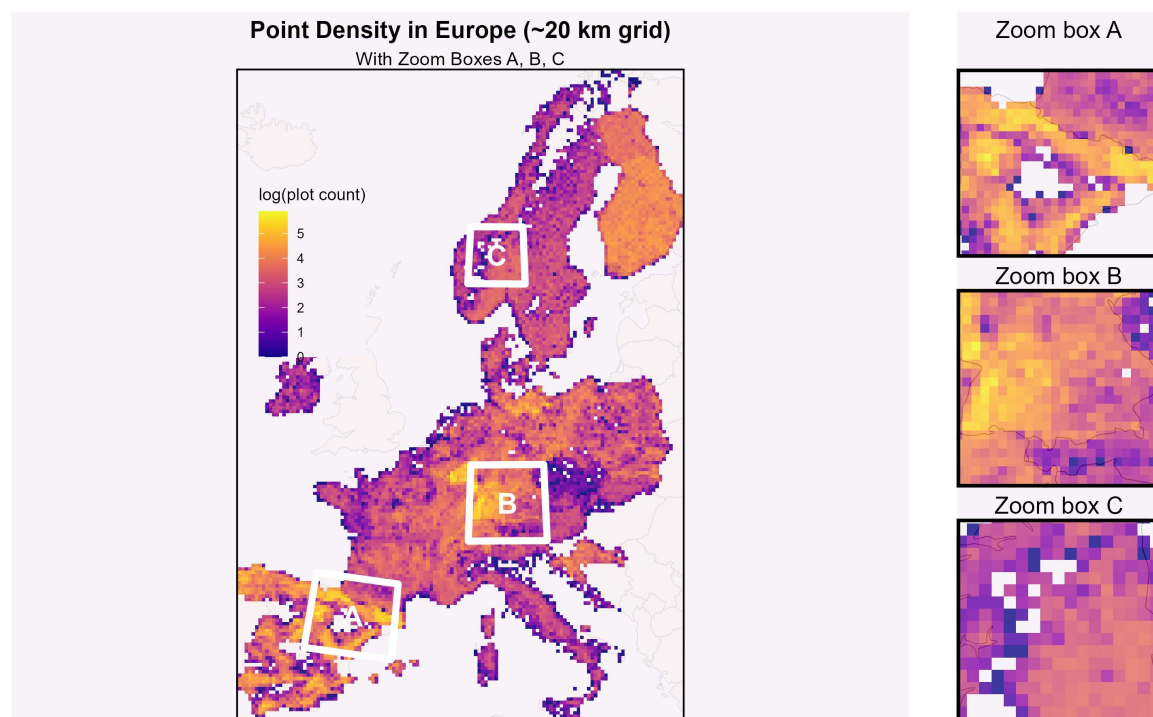 Point Density in Europe (~20 km grid)
With Zoom Boxes A, B, C
log(plot count)
5
4
3
2
1
0
C
B
A
Zoom box A
Zoom box B
Zoom box C